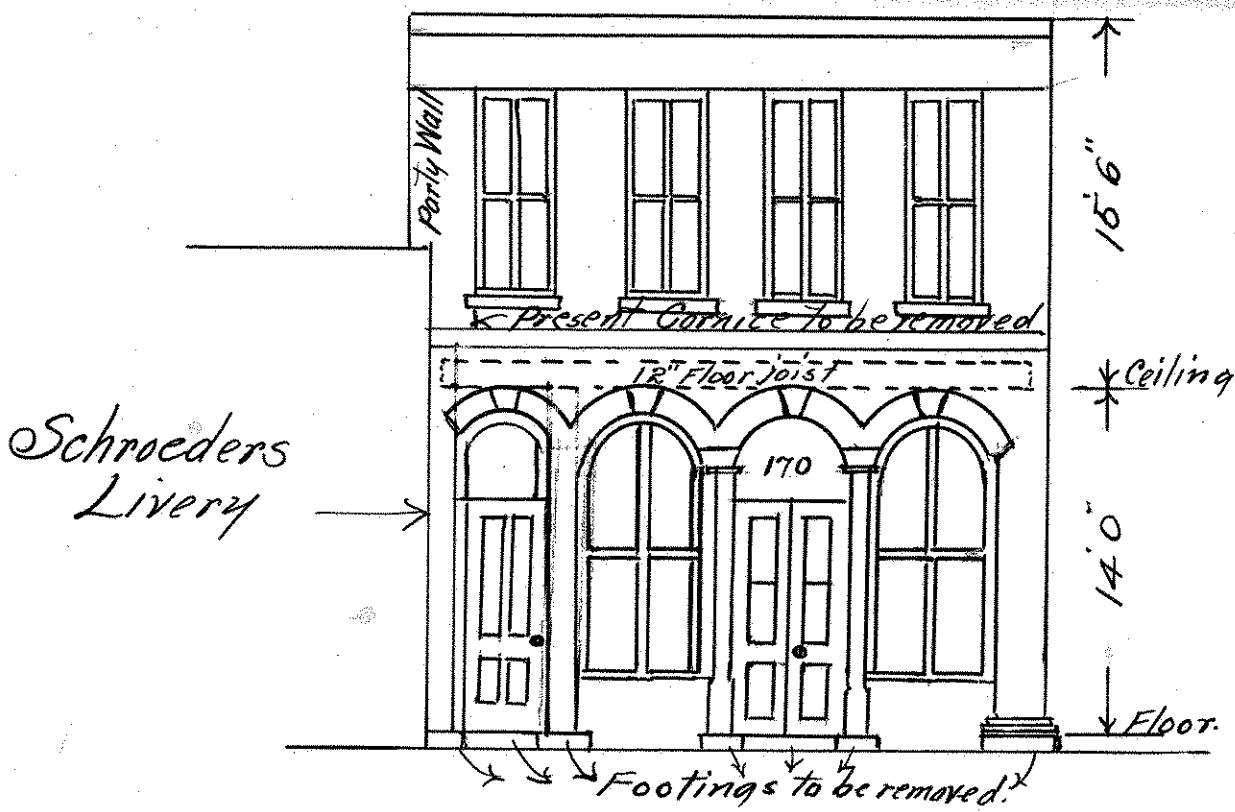 Party Wall
15'6"
Present Cornice to be removed
12" Floor joist
Ceiling
Schroeders
Livery
170
14'0"
Floor.
Footings to be removed.